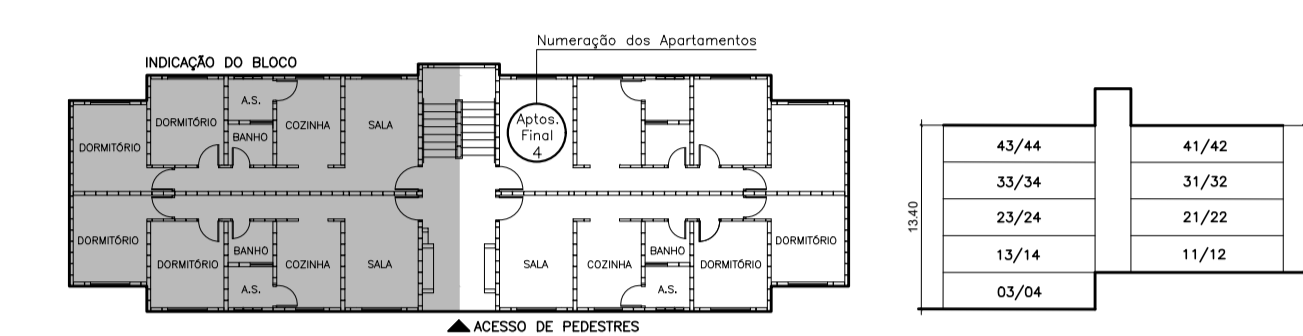 Numeração dos Apartamentos
INDICAÇÃO DO BLOCO
A.S.
DORMITÓRIO
BANHO
COZINHA
SALA
DORMITÓRIO
Aptos.
Final
4
DORMITÓRIO
DORMITÓRIO
BANHO
COZINHA
SALA
A.S.
SALA
COZINHA
BANHO
A.S.
DORMITÓRIO
DORMITÓRIO
ACESSO DE PEDESTRES
13.40
43/44
41/42
33/34
31/32
23/24
21/22
13/14
11/12
03/04